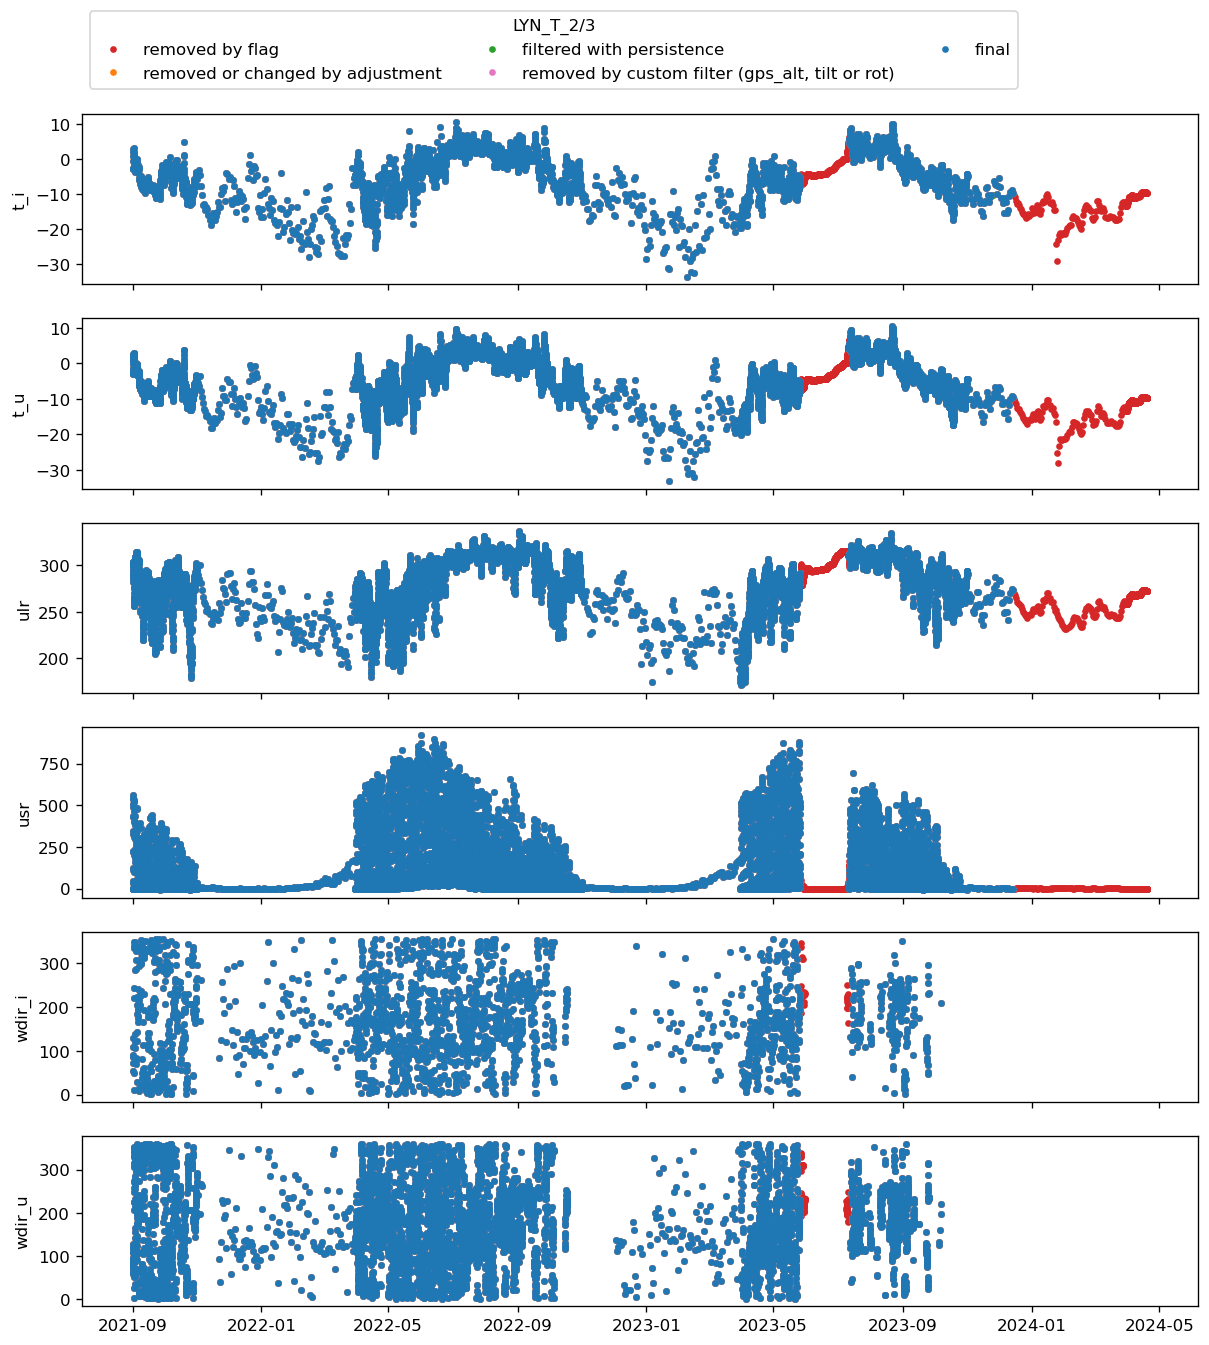 LYN_T_2/3
removed by flag
removed or changed by adjustment
filtered with persistence
removed by custom filter (gps_alt, tilt or rot)
final
10
0
−10
−20
−30
t_i
10
0
−10
−20
−30
t_u
300
250
200
ulr
750
500
250
0
usr
300
200
100
0
wdir_i
300
200
100
0
wdir_u
2021-09 2022-01 2022-05 2022-09 2023-01 2023-05 2023-09 2024-01 2024-05